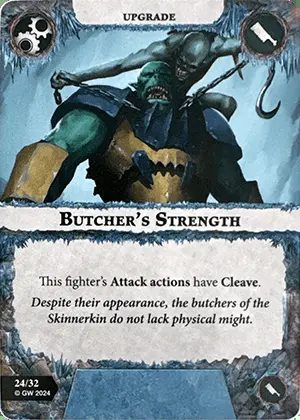 UPGRADE
BUTCHER'S STRENGTH
This fighter's Attack actions have Cleave.
Despite their appearance, the butchers of the
Skinnerkin do not lack physical might.
24/32
© GW 2024